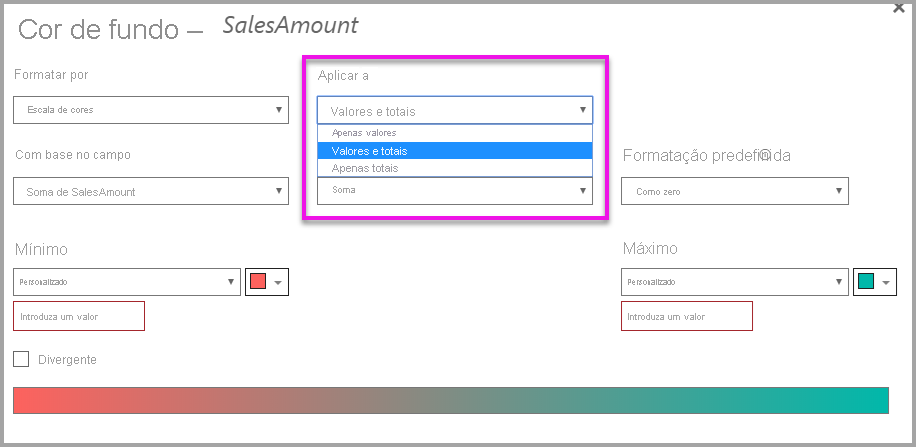 Cor de fundo – SalesAmount
Formatar por
Aplicar a
Escala de cores
Valores e totais
Apenas valores
Valores e totais
Apenas totais
Com base no campo
Formatação predefinida
Soma de SalesAmount
Soma
Como zero
Mínimo
Máximo
Personalizado
Personalizado
Introduza um valor
Introduza um valor
Divergente